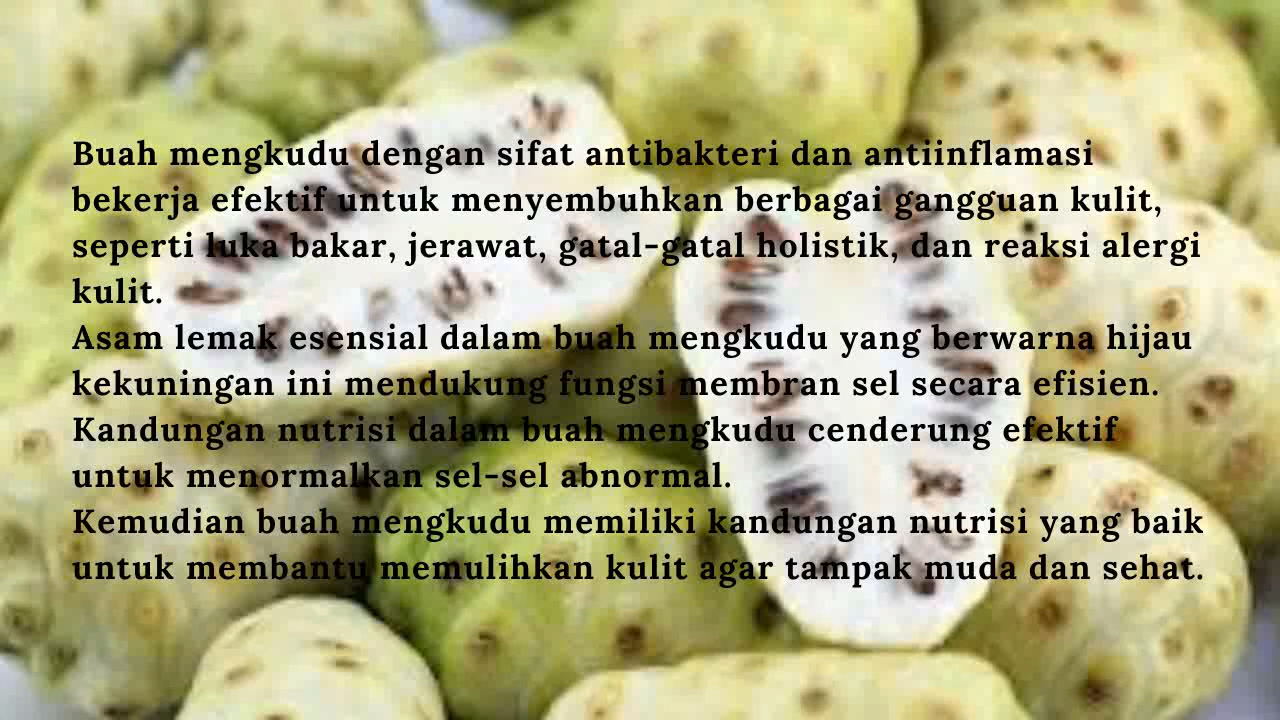 Buah mengkudu dengan sifat antibakteri dan antiinflamasi
bekerja efektif untuk menyembuhkan berbagai gangguan kulit,
seperti luka bakar, jerawat, gatal-gatal holistik, dan reaksi alergi
kulit.
Asam lemak esensial dalam buah mengkudu yang berwarna hijau
kekuningan ini mendukung fungsi membran sel secara efisien.
Kandungan nutrisi dalam buah mengkudu cenderung efektif
untuk menormalkan sel-sel abnormal.
Kemudian buah mengkudu memiliki kandungan nutrisi yang baik
untuk membantu memulihkan kulit agar tampak muda dan sehat.